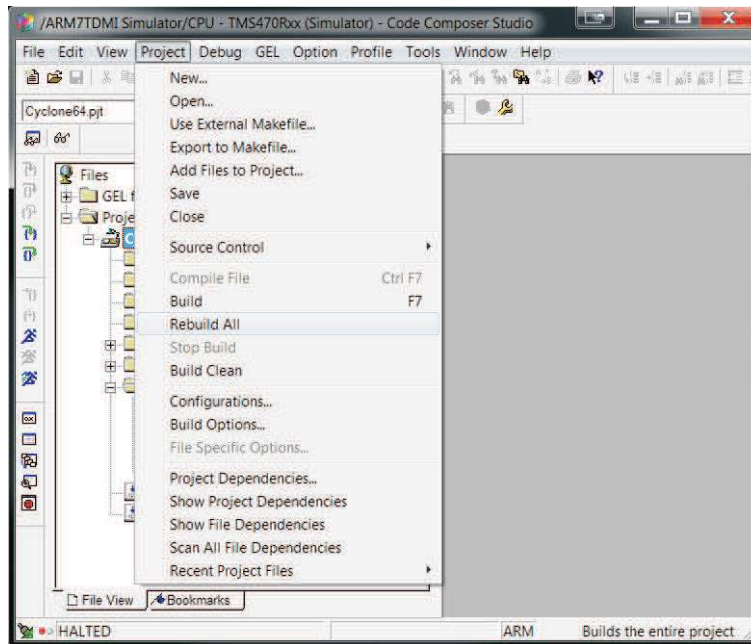 /ARM7TDMI Simulator/CPU - TMS470Rxx (Simulator) - Code Composer Studio
File Edit View Project Debug GEL Option Profile Tools Window Help
Cyclone64.pjt
New...
Open...
Use External Makefile...
Export to Makefile...
Add Files to Project...
Save
Close
Source Control
Compile File Ctrl F7
Build F7
Rebuild All
Stop Build
Build Clean
Configurations...
Build Options...
File Specific Options...
Project Dependencies...
Show Project Dependencies
Show File Dependencies
Scan All File Dependencies
Recent Project Files
Files
GEL f
Proje
C
File View Bookmarks
HALTED ARM Builds the entire project